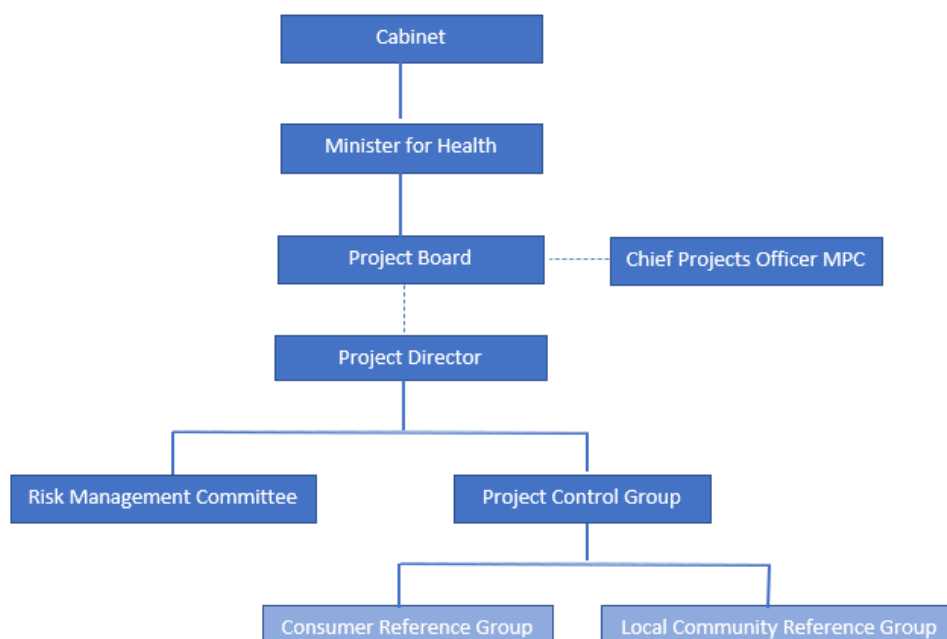 Cabinet
Minister for Health
Project Board
Chief Projects Officer MPC
Project Director
Risk Management Committee
Project Control Group
Consumer Reference Group
Local Community Reference Group